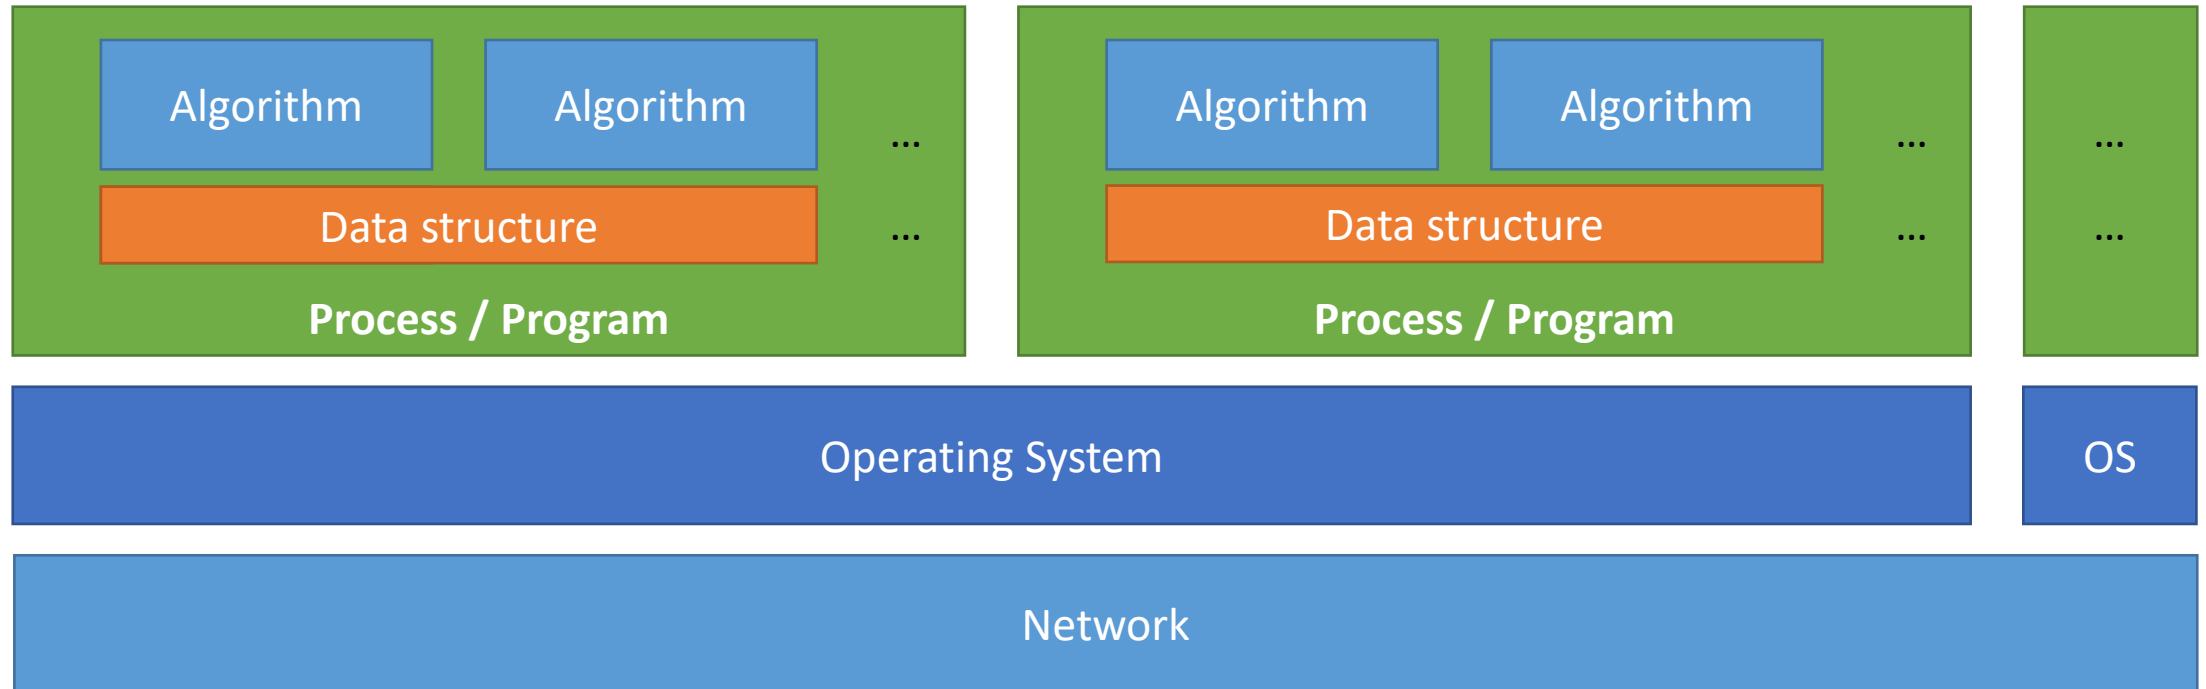 Algorithm Algorithm ... Algorithm Algorithm ... ...
Data structure ... Data structure ... ...
Process / Program Process / Program
Operating System OS
Network